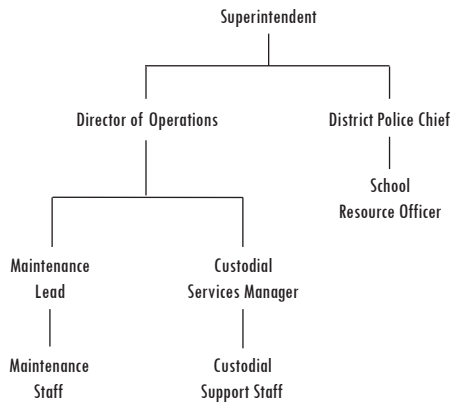 Superintendent
Director of Operations
District Police Chief
School
Resource Officer
Maintenance
Lead
Custodial
Services Manager
Maintenance
Staff
Custodial
Support Staff